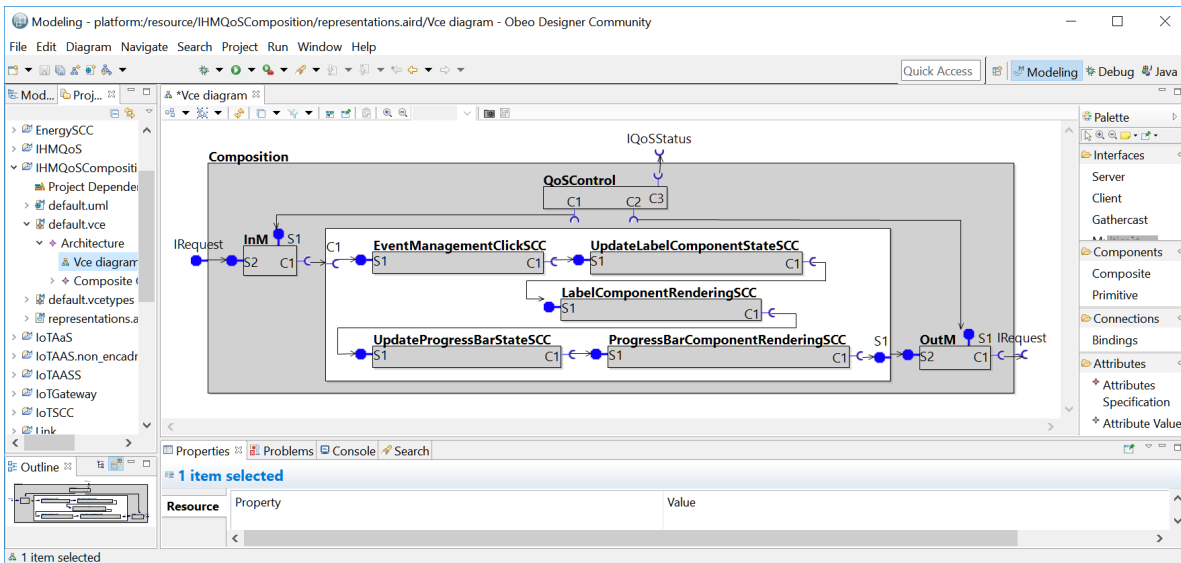 Modeling - platform:/resource/IHMQoSComposition/representations.aird/Vce diagram - Obeo Designer Community
File Edit Diagram Navigate Search Project Run Window Help
Quick Access Modeling Debug Java
Mod... Proj...
*Vce diagram
EnergySCC
IHMQoS
IHMQoSCompositi
Project Depende
default.uml
default.vce
Architecture
Vce diagram
Composite
default.vcetypes
representations.a
IoTAaS
IoTAAS.non_encadr
IoTAASS
IoTGateway
IoTSCC
Link
IQoSStatus
Composition
QoSControl
C1 C2 C3
IRequest
InM S1
S2 C1
C1
EventManagementClickSCC
S1 C1
UpdateLabelComponentStateSCC
S1 C1
LabelComponentRenderingSCC
S1 C1
UpdateProgressBarStateSCC
S1 C1
ProgressBarComponentRenderingSCC
S1 C1
S1
OutM S1 IRequest
S2 C1
Palette
Interfaces
Server
Client
Gathercast
Components
Composite
Primitive
Connections
Bindings
Attributes
Attributes
Specification
Attribute Value
Outline
Properties Problems Console Search
1 item selected
Resource
Property Value
1 item selected